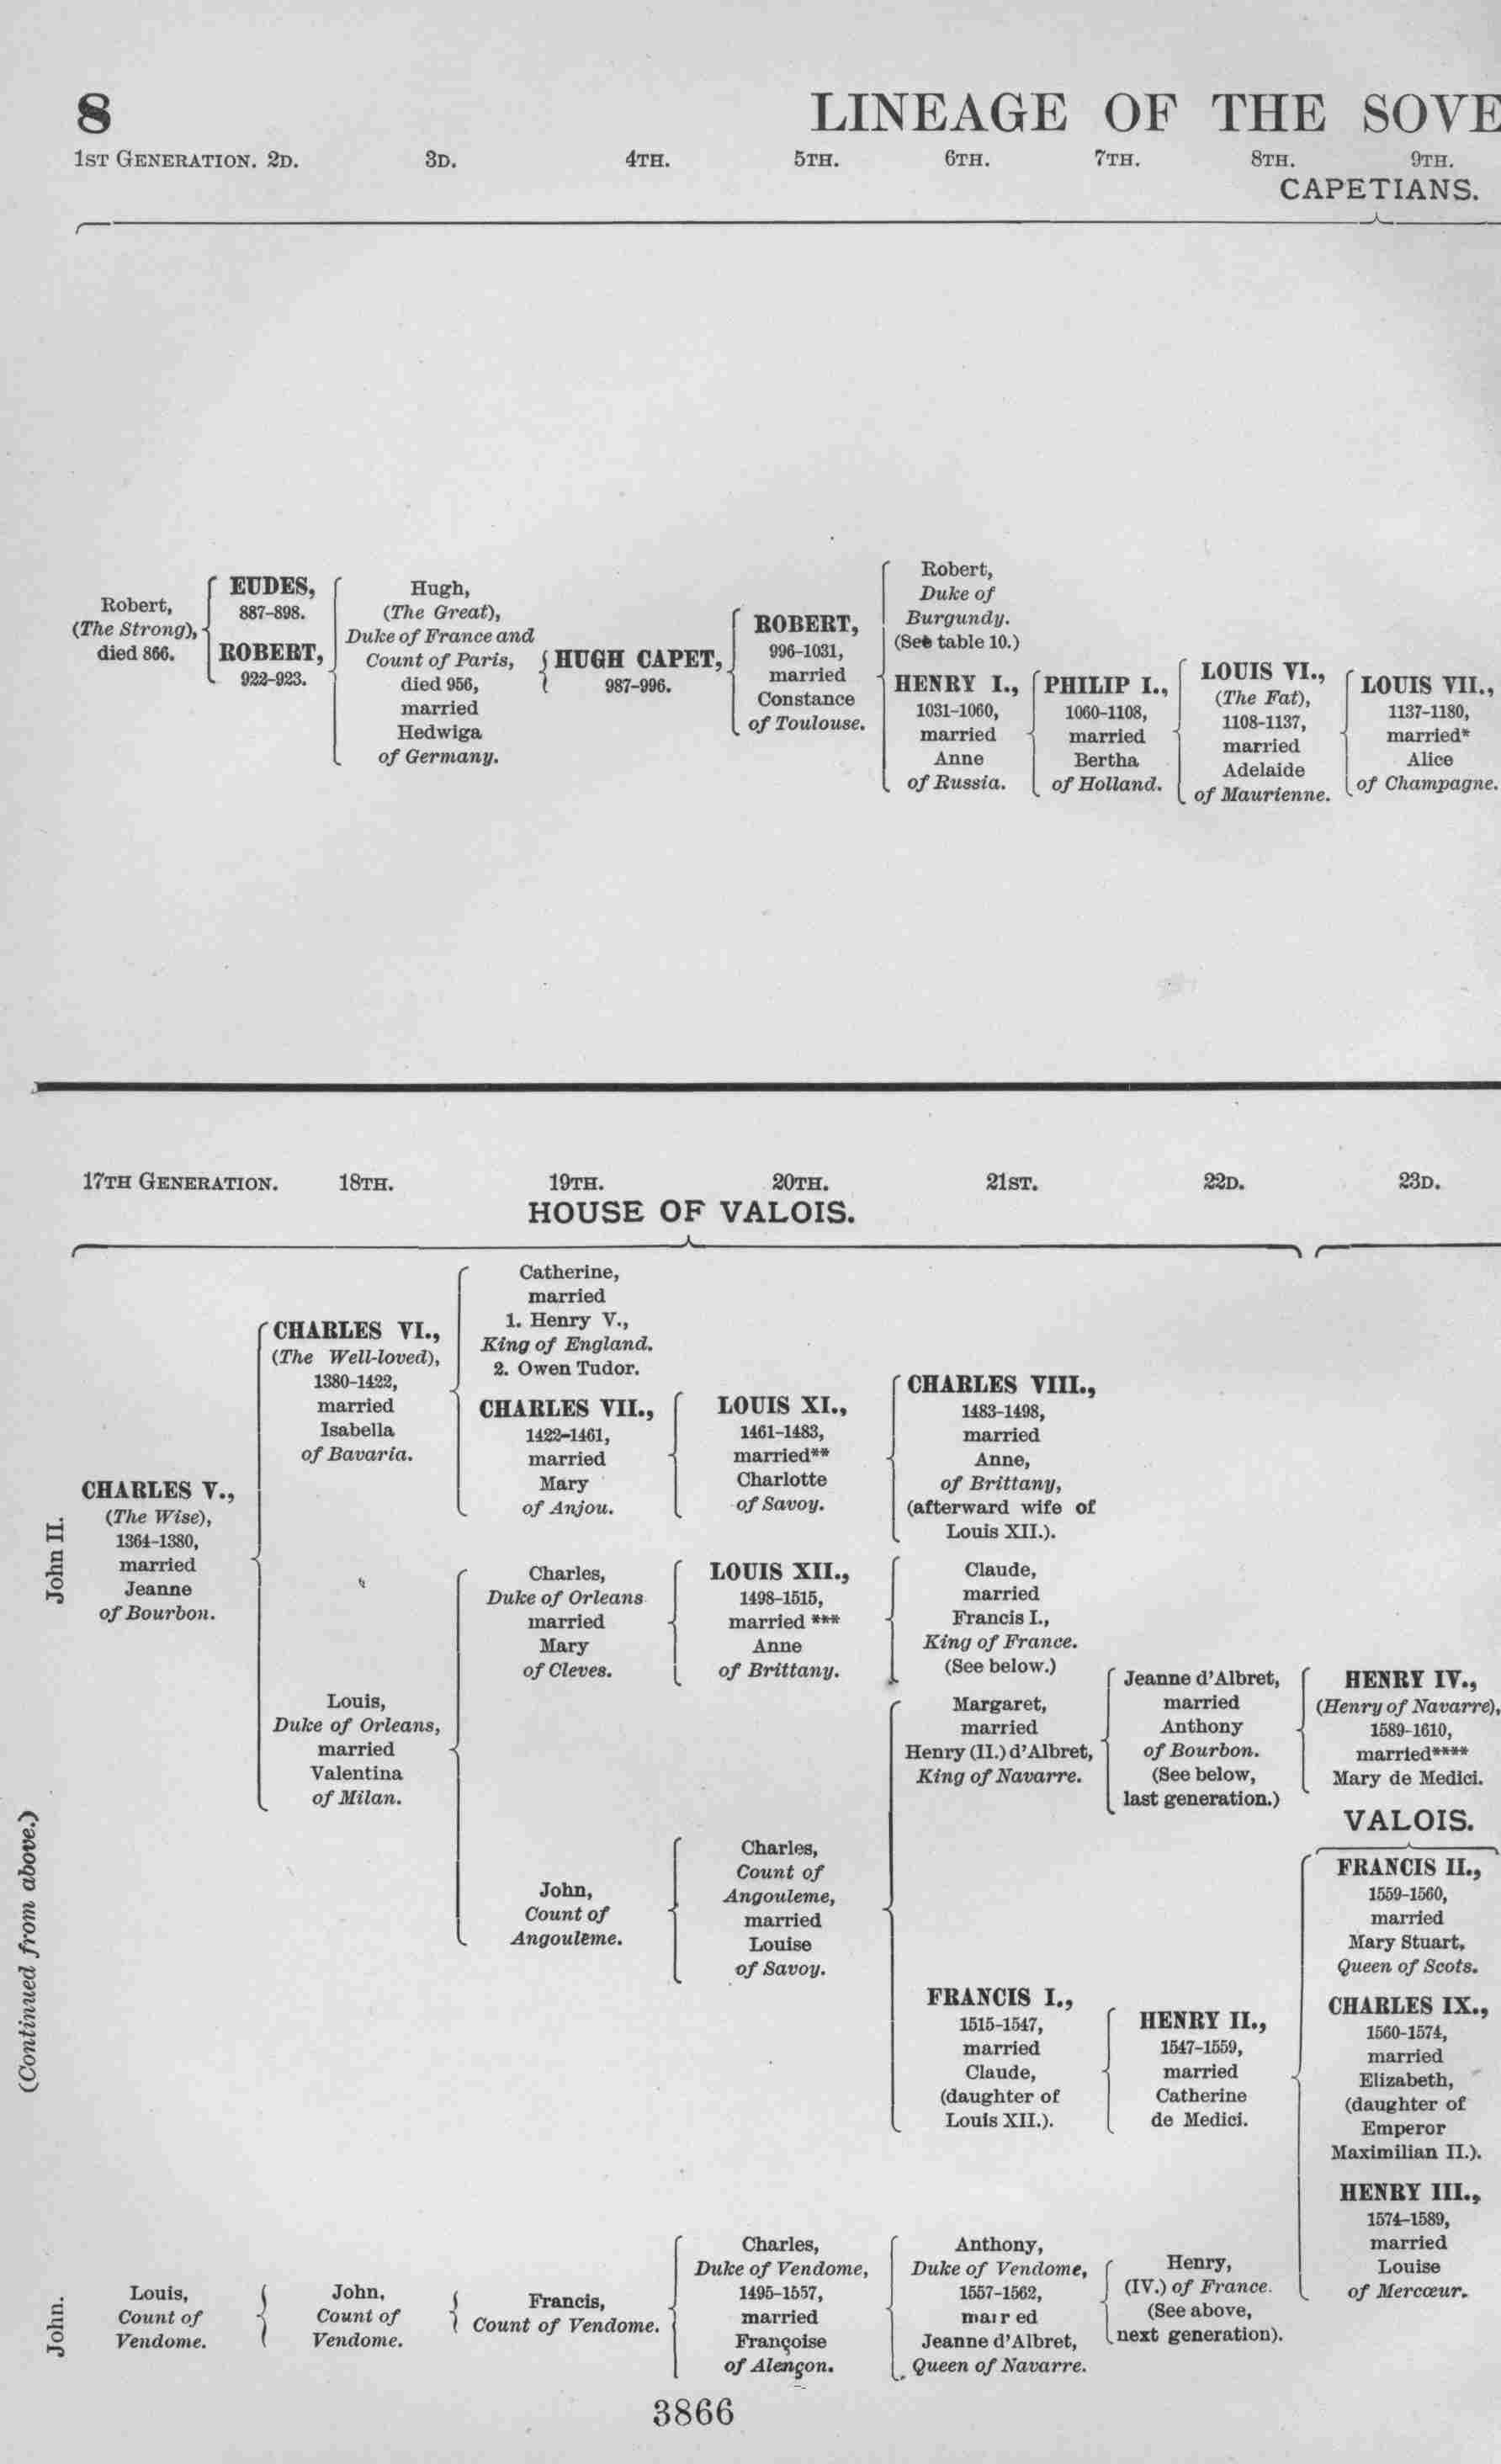 8
LINEAGE OF THE SOVE
1ST GENERATION. 2D. 3D. 4TH. 5TH. 6TH. 7TH. 8TH. 9TH.
CAPETIANS.
Robert,
(The Strong),
died 866.
EUDES,
887-898.
ROBERT,
922-923.
Hugh,
(The Great),
Duke of France and
Count of Paris,
died 956,
married
Hedwiga
of Germany.
HUGH CAPET,
987-996.
ROBERT,
996-1031,
married
Constance
of Toulouse.
Robert,
Duke of
Burgundy.
(See table 10.)
HENRY I.,
1031-1060,
married
Anne
of Russia.
PHILIP I.,
1060-1108,
married
Bertha
of Holland.
LOUIS VI.,
(The Fat),
1108-1137,
married
Adelaide
of Maurienne.
LOUIS VII.,
1137-1180,
married*
Alice
of Champagne.
17TH GENERATION. 18TH. 19TH. 20TH. 21ST. 22D. 23D.
HOUSE OF VALOIS.
(Continued from above.)
John II.
CHARLES V.,
(The Wise),
1364-1380,
married
Jeanne
of Bourbon.
CHARLES VI.,
(The Well-loved),
1380-1422,
married
Isabella
of Bavaria.
Louis,
Duke of Orleans,
married
Valentina
of Milan.
Catherine,
married
1. Henry V.,
King of England.
2. Owen Tudor.
CHARLES VII.,
1422-1461,
married
Mary
of Anjou.
Charles,
Duke of Orleans
married
Mary
of Cleves.
John,
Count of
Angouleme.
LOUIS XI.,
1461-1483,
married**
Charlotte
of Savoy.
LOUIS XII.,
1498-1515,
married ***
Anne
of Brittany.
Charles,
Count of
Angouleme,
married
Louise
of Savoy.
CHARLES VIII.,
1483-1498,
married
Anne,
of Brittany,
(afterward wife of
Louis XII.).
Claude,
married
Francis I.,
King of France.
(See below.)
Margaret,
married
Henry (II.) d'Albret,
King of Navarre.
FRANCIS I.,
1515-1547,
married
Claude,
(daughter of
Louis XII.).
Jeanne d'Albret,
married
Anthony
of Bourbon.
(See below,
last generation.)
HENRY II.,
1547-1559,
married
Catherine
de Medici.
HENRY IV.,
(Henry of Navarre),
1589-1610,
married****
Mary de Medici.
VALOIS.
FRANCIS II.,
1559-1560,
married
Mary Stuart,
Queen of Scots.
CHARLES IX.,
1560-1574,
married
Elizabeth,
(daughter of
Emperor
Maximilian II.).
HENRY III.,
1574-1589,
married
Louise
of Mercœur.
John.
Louis,
Count of
Vendome.
John,
Count of
Vendome.
Francis,
Count of Vendome.
Charles,
Duke of Vendome,
1495-1557,
married
Françoise
of Alençon.
Anthony,
Duke of Vendome,
1557-1562,
mair ed
Jeanne d'Albret,
Queen of Navarre.
Henry,
(IV.) of France.
(See above,
next generation).
3866